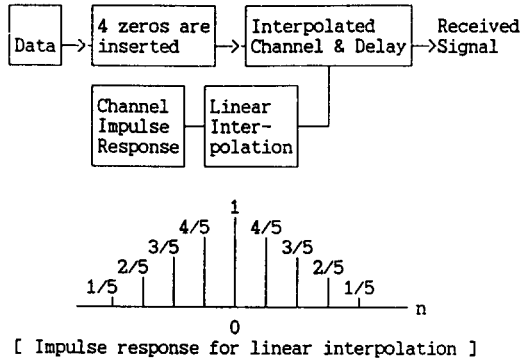 Data
4 zeros are
inserted
Interpolated
Channel & Delay
Received
Signal
Channel
Impulse
Response
Linear
Inter-
polation
1
4/5 4/5
3/5 3/5
2/5 2/5
1/5 1/5
n
0
[ Impulse response for linear interpolation ]